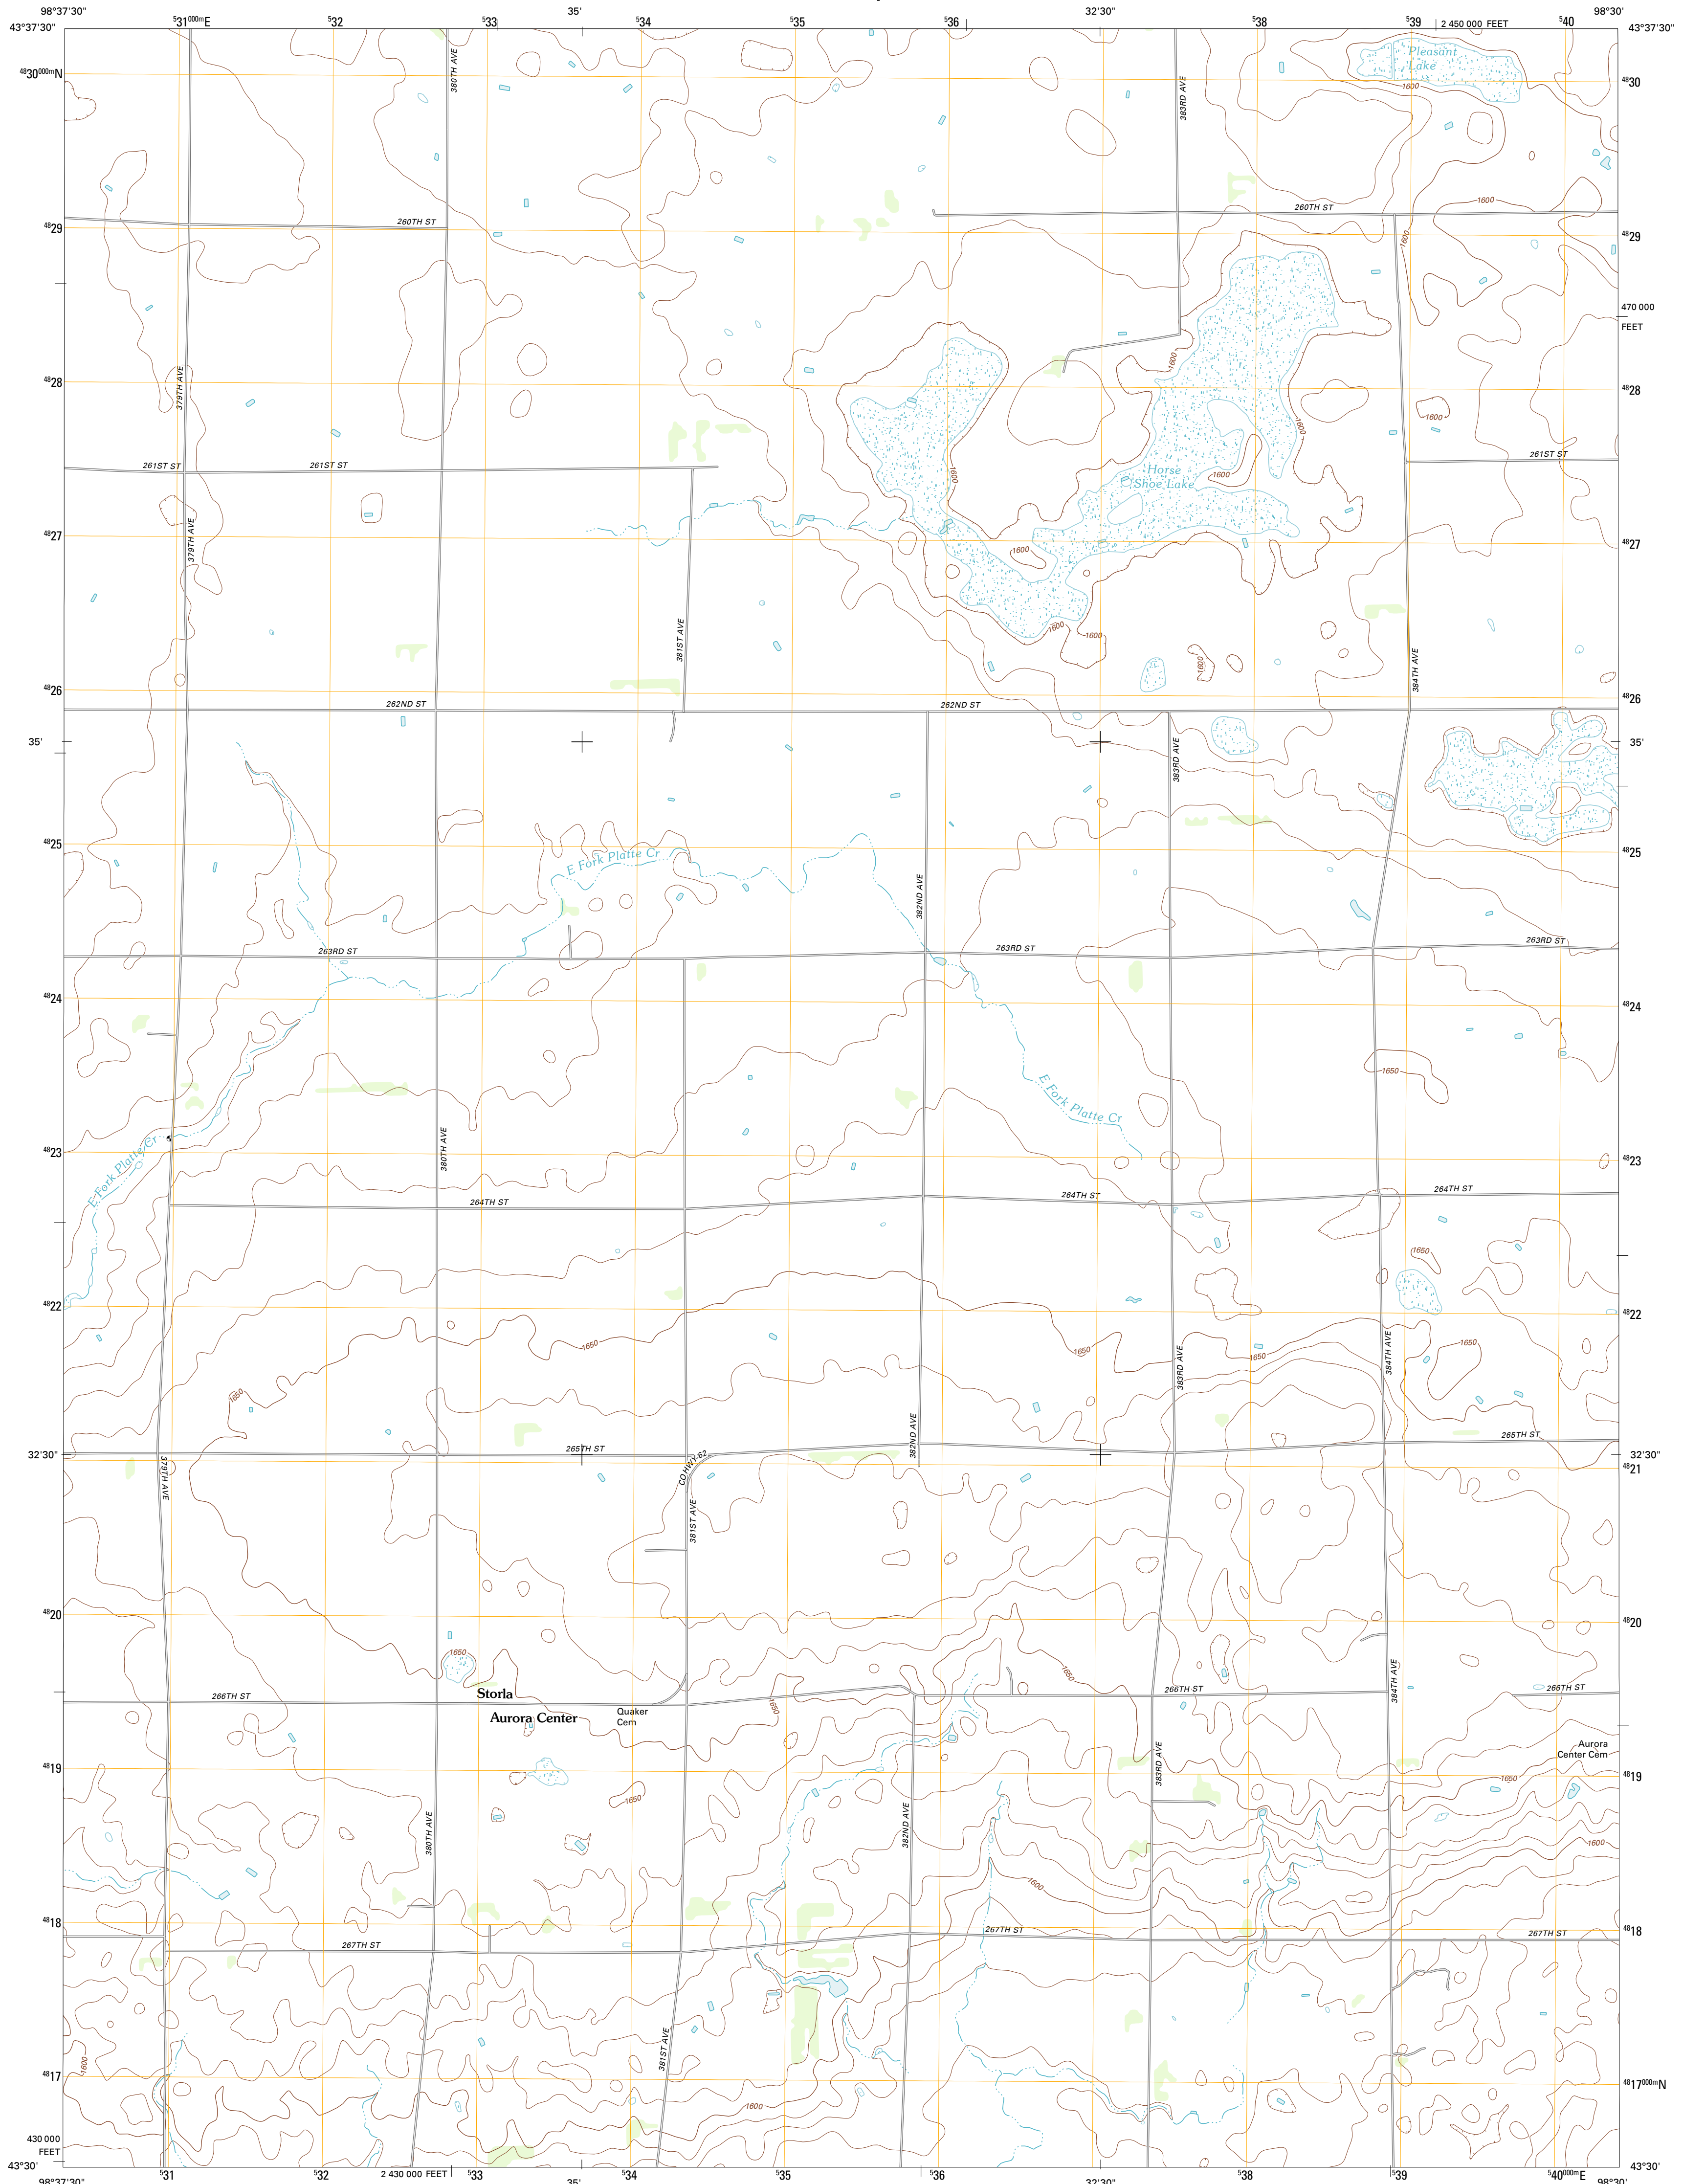 98°37'30"
531000mE
532
533
35'
534
535
536
32'30"
538
539
2 450 000 FEET
540
98°30'
43°37'30"
43°37'30"
4830000mN
4830
Pleasant
Lake
1600
380TH AVE
383RD AVE
260TH ST
260TH ST
1600
1600
4829
4829
470 000
FEET
1600
379TH AVE
4828
4828
1600
1600
261ST ST
261ST ST
261ST ST
1600
1600
Horse
Shoe Lake
379TH AVE
4827
4827
1600
381ST AVE
1600
1600
1600
384TH AVE
4826
4826
262ND ST
262ND ST
35'
35'
383RD AVE
4825
4825
E Fork Platte Cr
382ND AVE
263RD ST
263RD ST
263RD ST
4824
4824
1650
E Fork Platte Cr
E Fork Platte Cr
380TH AVE
4823
4823
264TH ST
264TH ST
264TH ST
1650
4822
4822
1650
1650
1650
1650
1650
383RD AVE
384TH AVE
382ND AVE
265TH ST
265TH ST
CO HWY 62
32'30"
32'30"
4821
379TH AVE
381ST AVE
4820
4820
1650
1650
1650
384TH AVE
266TH ST
266TH ST
266TH ST
Storla
Aurora Center
Quaker
Cem
Aurora
Center Cem
383RD AVE
4819
4819
1650
1650
380TH AVE
382ND AVE
1600
1600
4818
4818
267TH ST
267TH ST
267TH ST
381ST AVE
1600
4817
4817000mN
1600
430 000
FEET
43°30'
43°30'
98°37'30"
531
532
2 430 000 FEET
533
35'
534
535
536
32'30"
538
539
540000mE
98°30'